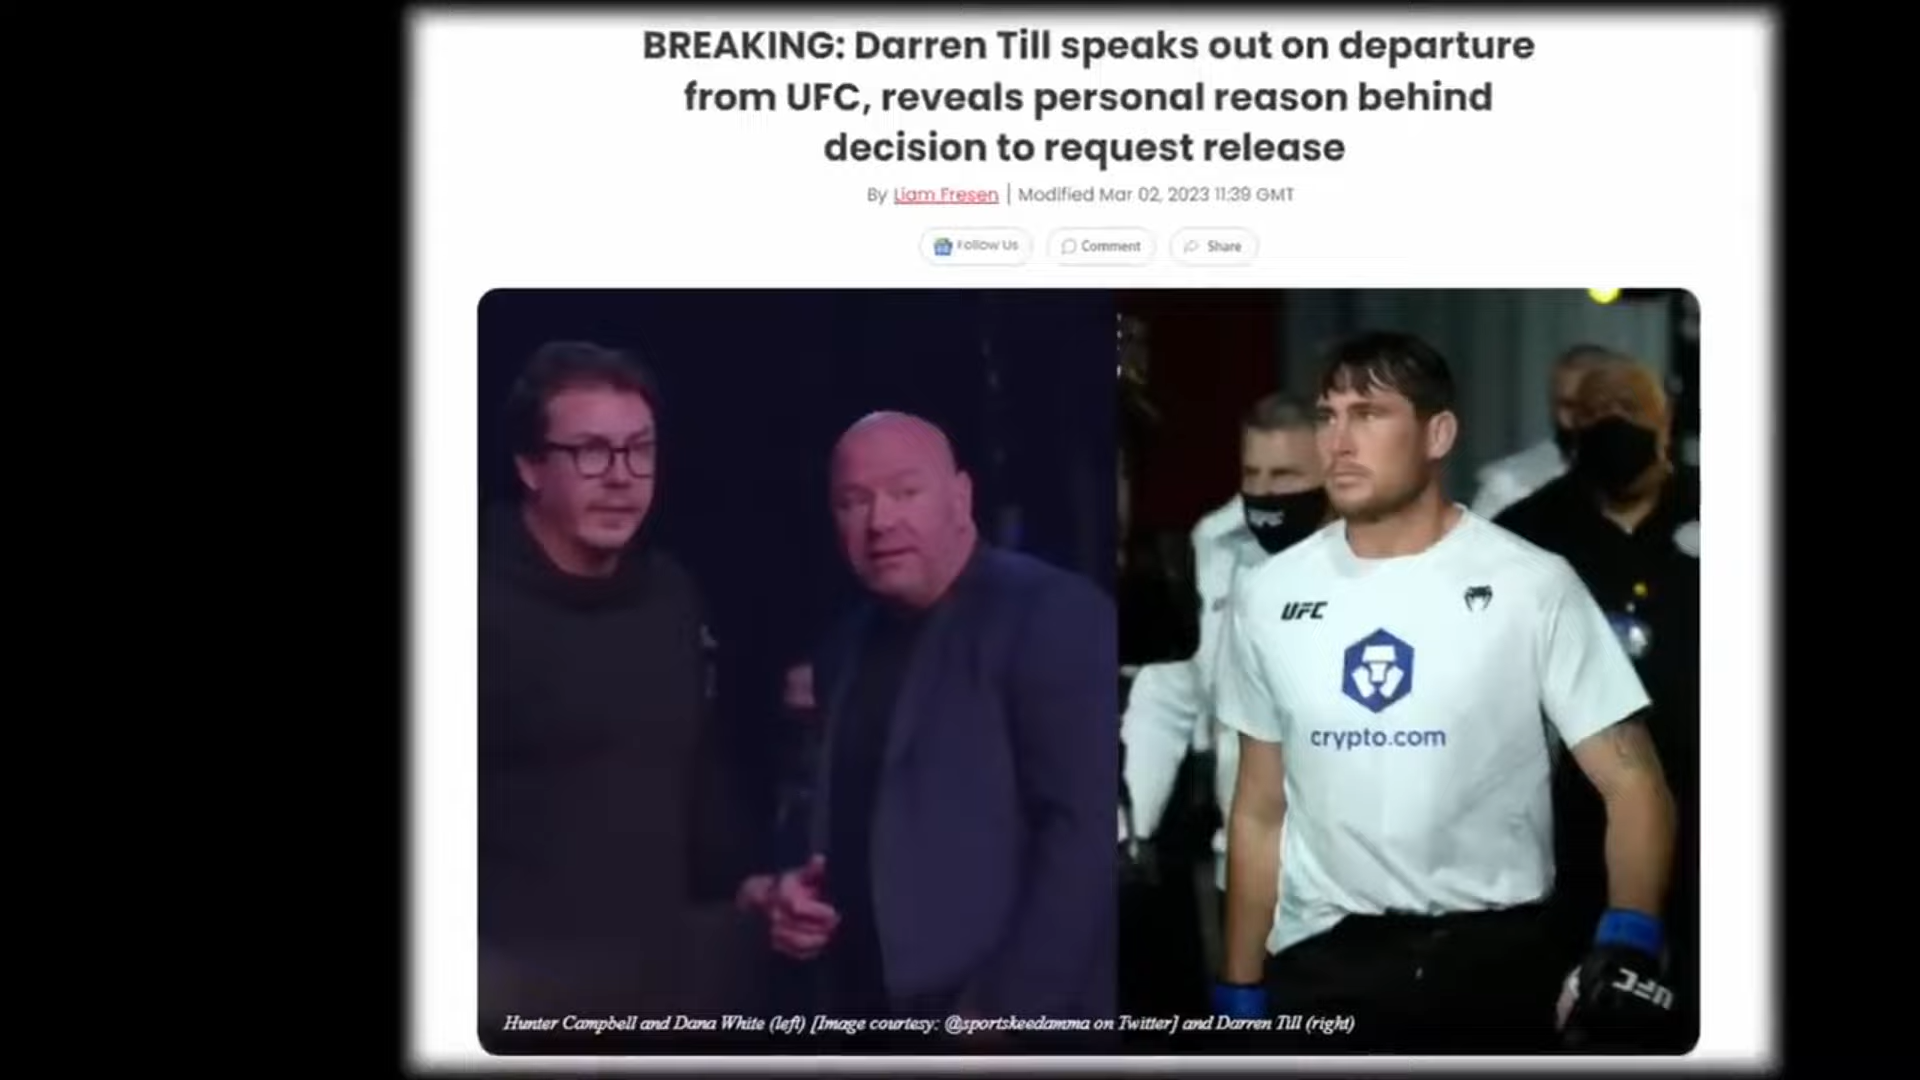 BREAKING: Darren Till speaks out on departure
from UFC, reveals personal reason behind
decision to request release
By Liam Fresen | Modified Mar 02, 2023 11:39 GMT
Follow Us Comment Share
UFC
crypto.com
UFC
Hunter Campbell and Dana White (left) [Image courtesy: @sportskeedamma on Twitter] and Darren Till (right)